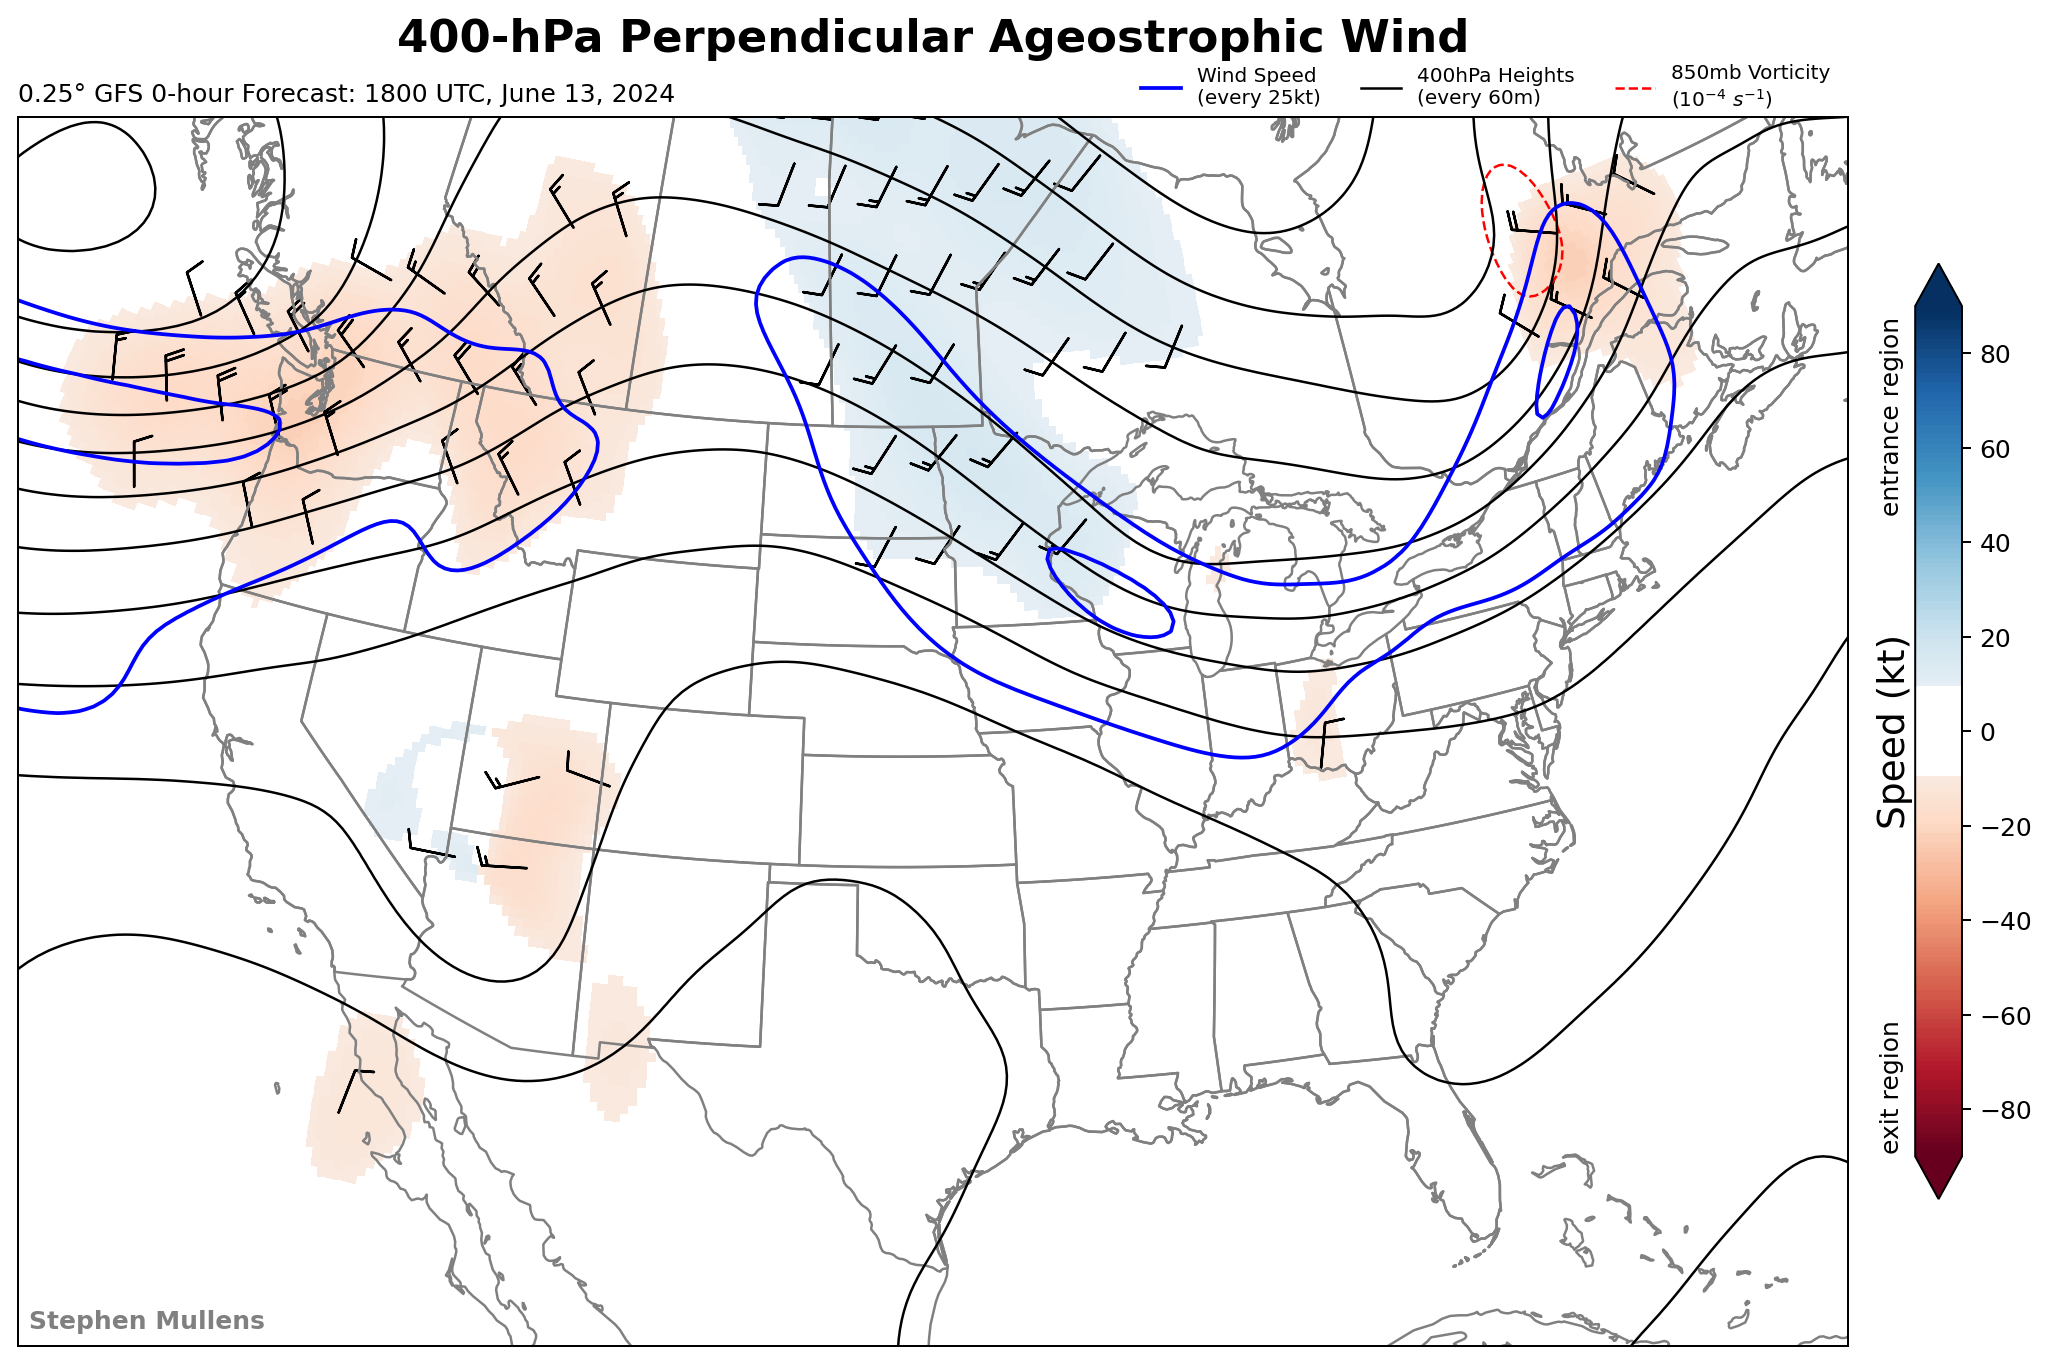 400-hPa Perpendicular Ageostrophic Wind
0.25° GFS 0-hour Forecast: 1800 UTC, June 13, 2024
Wind Speed
(every 25kt)
400hPa Heights
(every 60m)
850mb Vorticity
(10⁻⁴ s⁻¹)
entrance region
exit region
Speed (kt)
80
60
40
20
0
−20
−40
−60
−80
Stephen Mullens